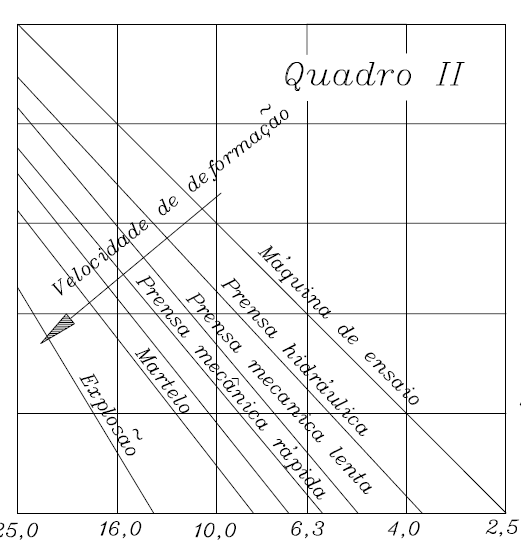 Quadro II
Velocidade de deformação
Máquina de ensaio
Prensa hidráulica
Prensa mecanica lenta
Prensa mecânica rápida
Martelo
Explosão
25,0 16,0 10,0 6,3 4,0 2,5